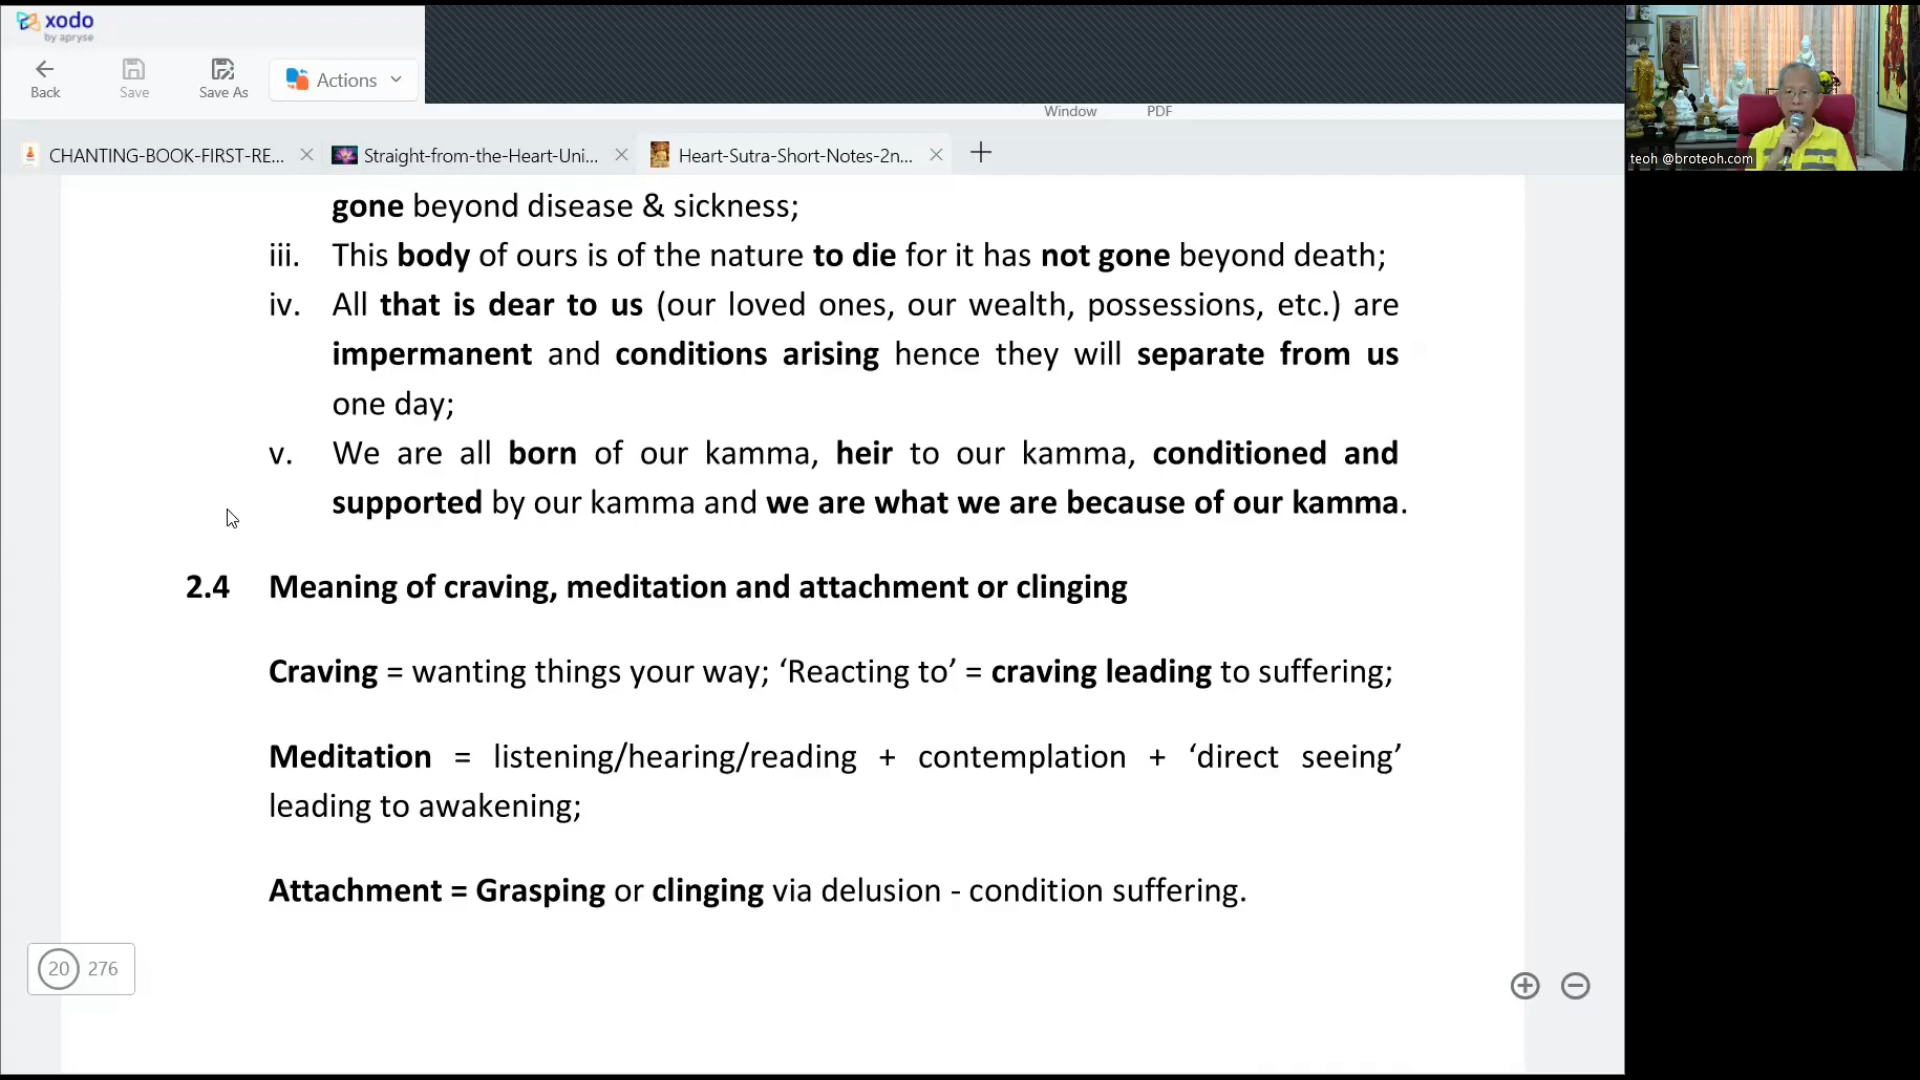 xodo
by apryse
Back
Save
Save As
Actions
Window
PDF
CHANTING-BOOK-FIRST-RE...
Straight-from-the-Heart-Uni...
Heart-Sutra-Short-Notes-2n...
teoh @broteoh.com
gone beyond disease & sickness;
iii. This body of ours is of the nature to die for it has not gone beyond death;
iv. All that is dear to us (our loved ones, our wealth, possessions, etc.) are
impermanent and conditions arising hence they will separate from us
one day;
v. We are all born of our kamma, heir to our kamma, conditioned and
supported by our kamma and we are what we are because of our kamma.
2.4 Meaning of craving, meditation and attachment or clinging
Craving = wanting things your way; ‘Reacting to’ = craving leading to suffering;
Meditation = listening/hearing/reading + contemplation + ‘direct seeing’
leading to awakening;
Attachment = Grasping or clinging via delusion - condition suffering.
20 276